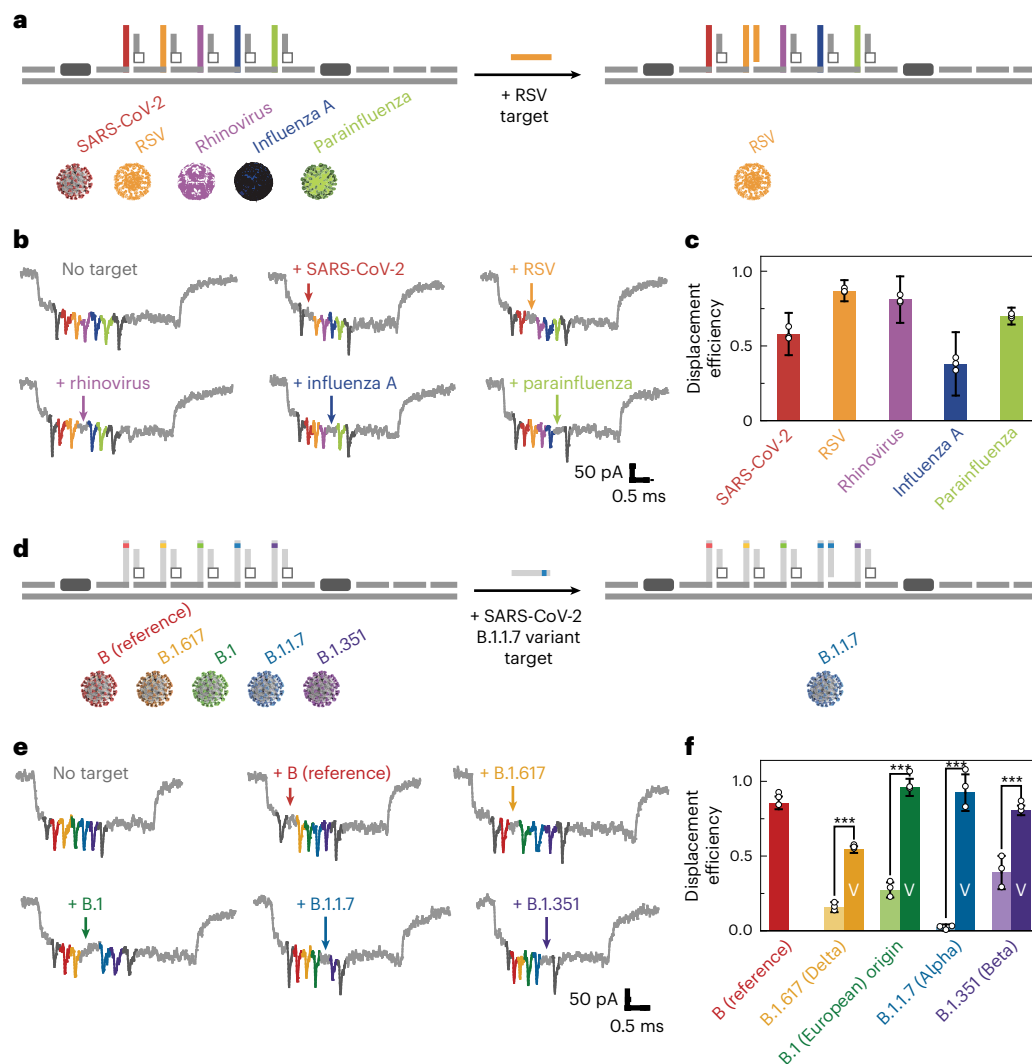 a
+ RSV
target
SARS-CoV-2
RSV
Rhinovirus
Influenza A
Parainfluenza
RSV
b
No target
+ SARS-CoV-2
+ RSV
+ rhinovirus
+ influenza A
+ parainfluenza
50 pA
0.5 ms
c
Displacement
efficiency
1.0
0.5
0
SARS-CoV-2
RSV
Rhinovirus
Influenza A
Parainfluenza
d
+ SARS-CoV-2
B.1.1.7 variant
target
B (reference)
B.1.617
B.1
B.1.1.7
B.1.351
B.1.1.7
e
No target
+ B (reference)
+ B.1.617
+ B.1
+ B.1.1.7
+ B.1.351
50 pA
0.5 ms
f
Displacement
efficiency
1.0
0.5
0.0
***
***
***
***
V
V
V
V
B (reference)
B.1.617 (Delta)
B.1 (European) origin
B.1.1.7 (Alpha)
B.1.351 (Beta)